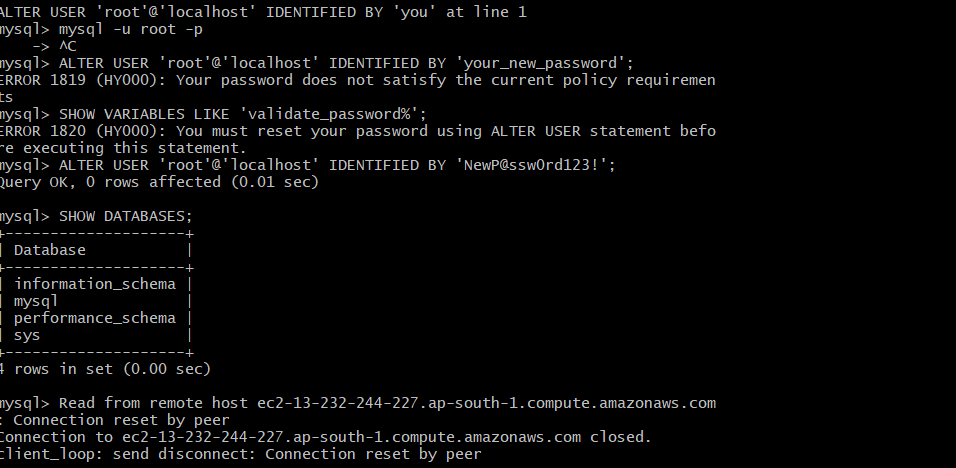 ALTER USER 'root'@'localhost' IDENTIFIED BY 'you' at line 1
mysql> mysql -u root -p
    -> ^C
mysql> ALTER USER 'root'@'localhost' IDENTIFIED BY 'your_new_password';
ERROR 1819 (HY000): Your password does not satisfy the current policy requiremen
ts
mysql> SHOW VARIABLES LIKE 'validate_password%';
ERROR 1820 (HY000): You must reset your password using ALTER USER statement befo
re executing this statement.
mysql> ALTER USER 'root'@'localhost' IDENTIFIED BY 'NewP@ssw0rd123!';
Query OK, 0 rows affected (0.01 sec)

mysql> SHOW DATABASES;
+--------------------+
| Database           |
+--------------------+
| information_schema |
| mysql              |
| performance_schema |
| sys                |
+--------------------+
4 rows in set (0.00 sec)

mysql> Read from remote host ec2-13-232-244-227.ap-south-1.compute.amazonaws.com
: Connection reset by peer
Connection to ec2-13-232-244-227.ap-south-1.compute.amazonaws.com closed.
client_loop: send disconnect: Connection reset by peer